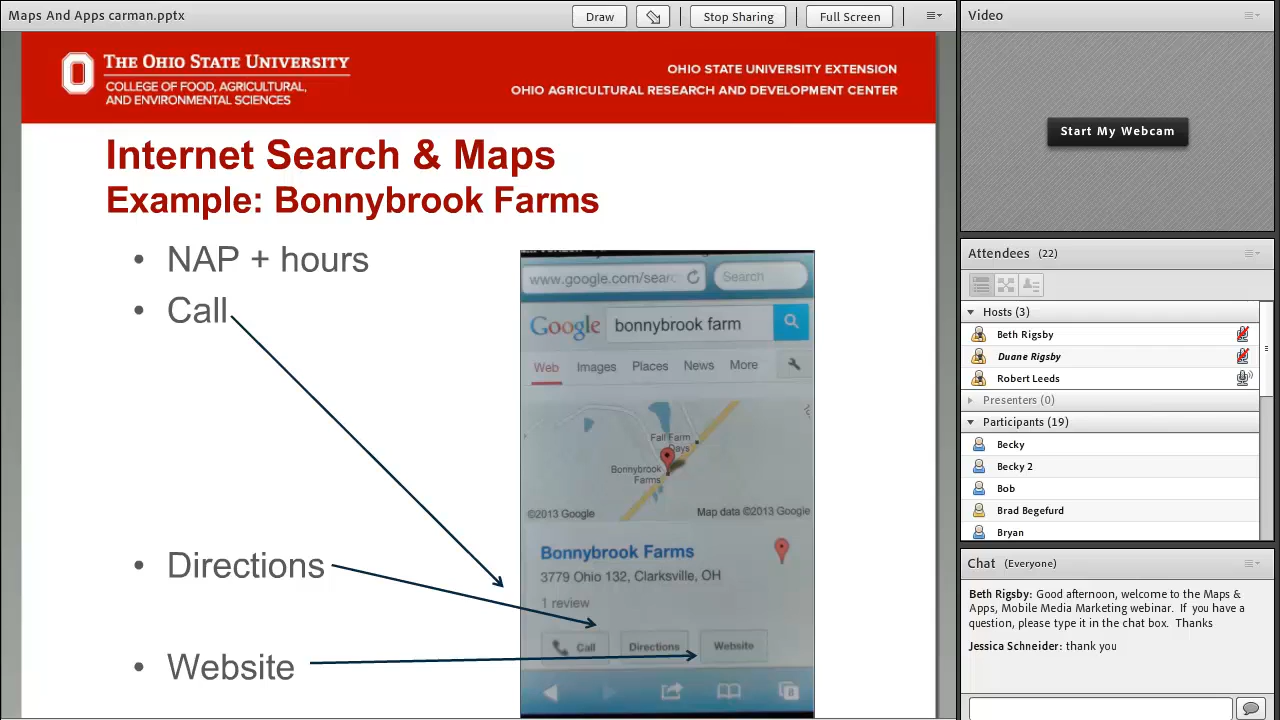 Maps And Apps carman.pptx
Draw
Stop Sharing
Full Screen
THE OHIO STATE UNIVERSITY
COLLEGE OF FOOD, AGRICULTURAL,
AND ENVIRONMENTAL SCIENCES
OHIO STATE UNIVERSITY EXTENSION
OHIO AGRICULTURAL RESEARCH AND DEVELOPMENT CENTER
Internet Search & Maps
Example: Bonnybrook Farms
• NAP + hours
• Call
• Directions
• Website
www.google.com/searc
Search
Google
bonnybrook farm
Web Images Places News More
Fall Farm
Days
Bonnybrook
Farms
©2013 Google
Map data ©2013 Google
Bonnybrook Farms
3779 Ohio 132, Clarksville, OH
1 review
Call
Directions
Website
Video
Start My Webcam
Attendees (22)
Hosts (3)
Beth Rigsby
Duane Rigsby
Robert Leeds
Presenters (0)
Participants (19)
Becky
Becky 2
Bob
Brad Begefurd
Bryan
Chat (Everyone)
Beth Rigsby: Good afternoon, welcome to the Maps &
Apps, Mobile Media Marketing webinar. If you have a
question, please type it in the chat box. Thanks
Jessica Schneider: thank you